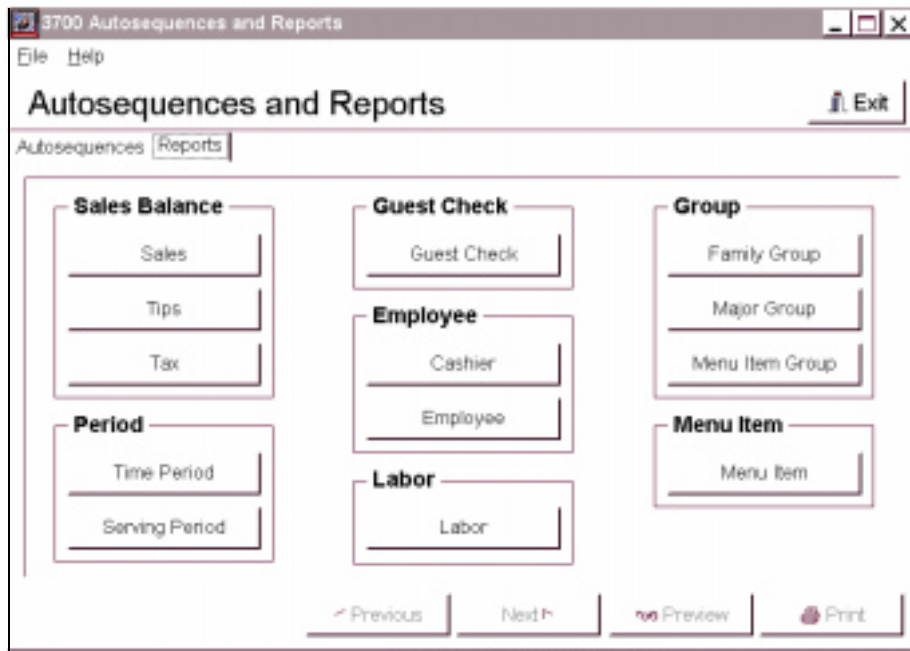 3700 Autosequences and Reports
File Help
Autosequences and Reports
Exit
Autosequences Reports
Sales Balance
Sales
Tips
Tax
Period
Time Period
Serving Period
Guest Check
Guest Check
Employee
Cashier
Employee
Labor
Labor
Group
Family Group
Major Group
Menu Item Group
Menu Item
Menu Item
Previous Next Preview Print